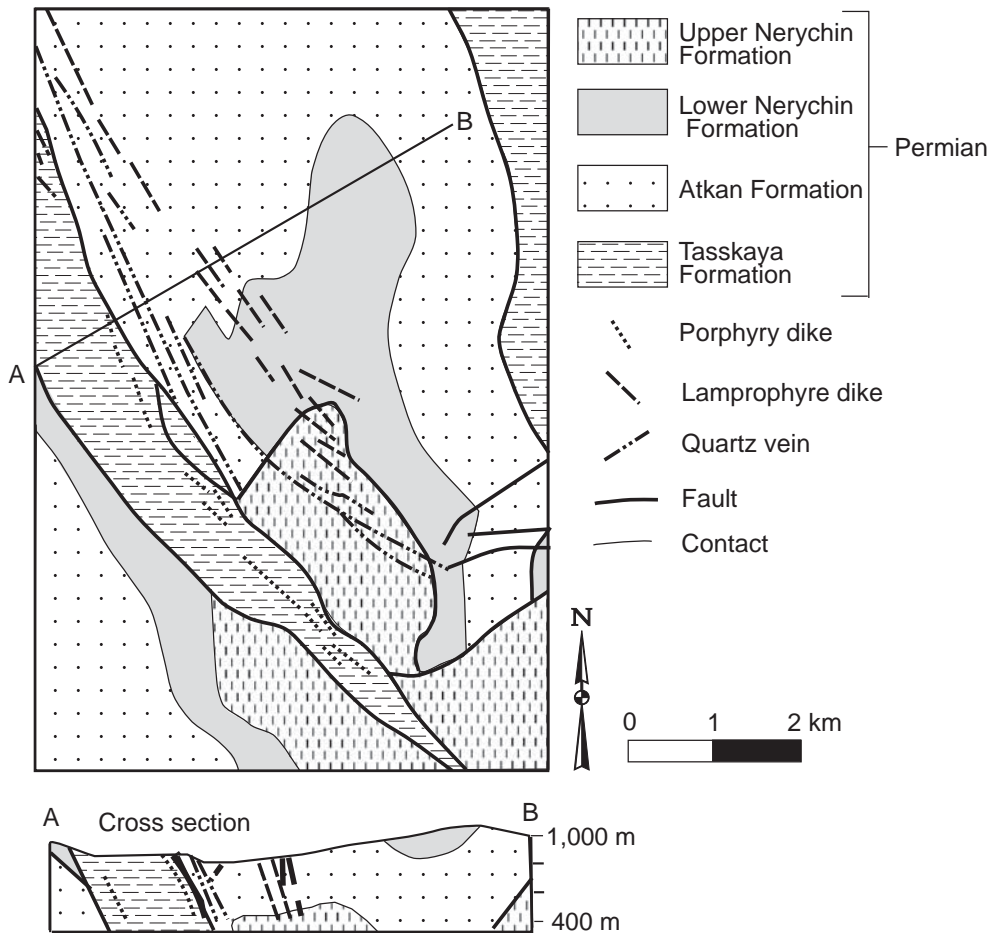 A
B
Upper Nerychin
Formation
Lower Nerychin
Formation
Atkan Formation
Tasskaya
Formation
Permian
Porphyry dike
Lamprophyre dike
Quartz vein
Fault
Contact
N
0 1 2 km
A Cross section B
1,000 m
400 m